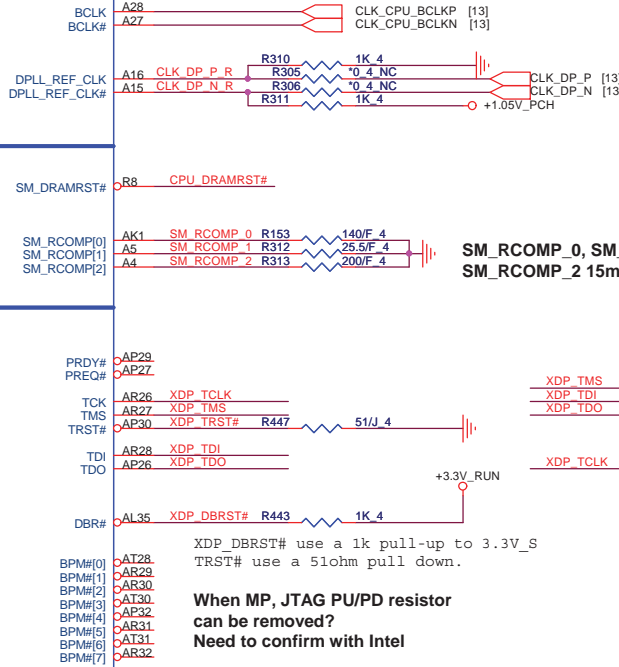 BCLK A28 CLK_CPU_BCLKP [13]
BCLK# A27 CLK_CPU_BCLKN [13]
R310 1K_4
DPLL_REF_CLK A16 CLK_DP_P_R R305 *0_4_NC CLK_DP_P [13]
DPLL_REF_CLK# A15 CLK_DP_N_R R306 *0_4_NC CLK_DP_N [13
R311 1K_4 +1.05V_PCH
SM_DRAMRST# R8 CPU_DRAMRST#
SM_RCOMP[0] AK1 SM_RCOMP_0 R153 140/F_4
SM_RCOMP[1] A5 SM_RCOMP_1 R312 25.5/F_4
SM_RCOMP[2] A4 SM_RCOMP_2 R313 200/F_4
SM_RCOMP_0, SM_
SM_RCOMP_2 15m
PRDY# AP29
PREQ# AP27
TCK AR26 XDP_TCLK
TMS AR27 XDP_TMS
TRST# AP30 XDP_TRST# R447 51/J_4
TDI AR28 XDP_TDI
TDO AP26 XDP_TDO
XDP_TMS
XDP_TDI
XDP_TDO
XDP_TCLK
+3.3V_RUN
DBR# AL35 XDP_DBRST# R443 1K_4
XDP_DBRST# use a 1k pull-up to 3.3V_S
TRST# use a 51ohm pull down.
BPM#[0] AT28
BPM#[1] AR29
BPM#[2] AR30
BPM#[3] AT30
BPM#[4] AP32
BPM#[5] AR31
BPM#[6] AT31
BPM#[7] AR32
When MP, JTAG PU/PD resistor
can be removed?
Need to confirm with Intel